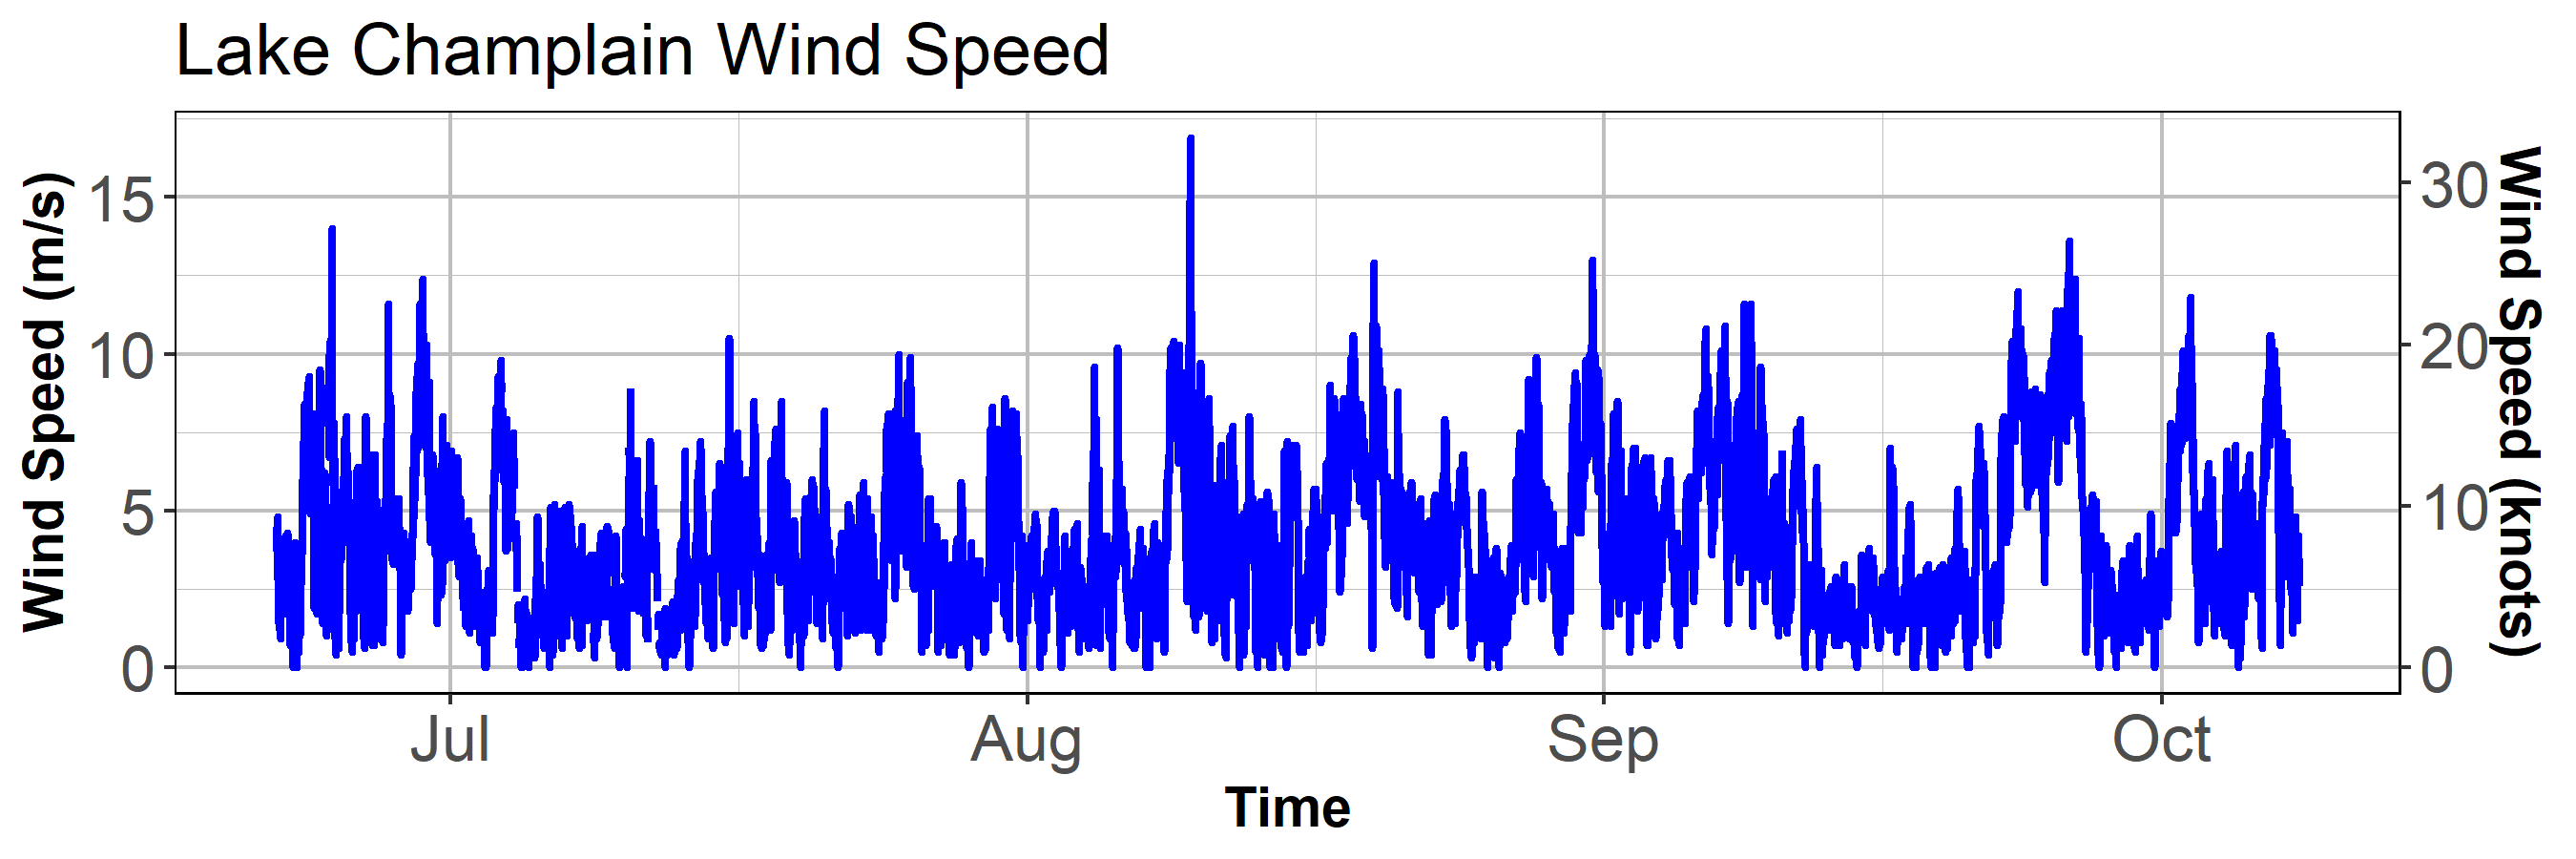 Lake Champlain Wind Speed
Wind Speed (m/s)
15
10
5
0
30
20
10
0
Wind Speed (knots)
Jul
Aug
Sep
Oct
Time